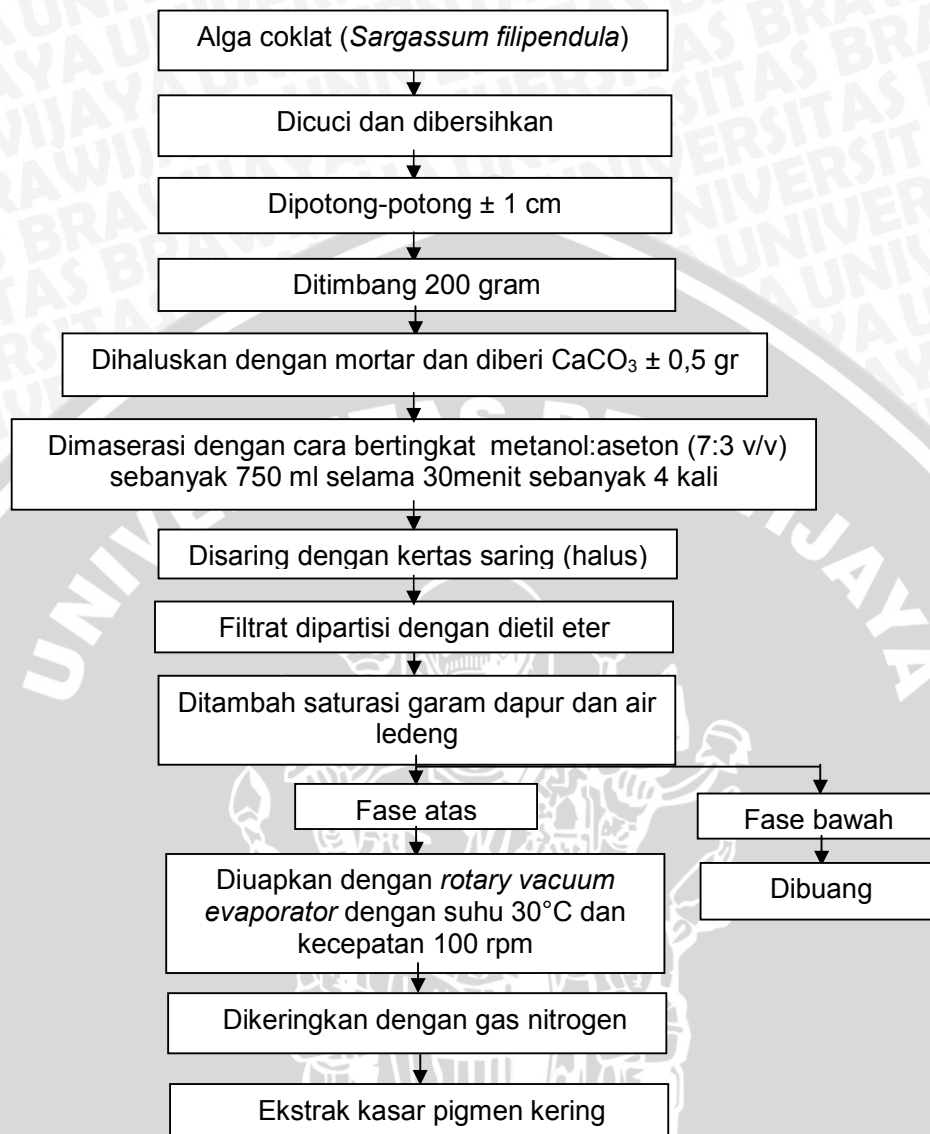 Alga coklat (Sargassum filipendula)
Dicuci dan dibersihkan
Dipotong-potong ± 1 cm
Ditimbang 200 gram
Dihaluskan dengan mortar dan diberi CaCO₃ ± 0,5 gr
Dimaserasi dengan cara bertingkat metanol:aseton (7:3 v/v)
sebanyak 750 ml selama 30menit sebanyak 4 kali
Disaring dengan kertas saring (halus)
Filtrat dipartisi dengan dietil eter
Ditambah saturasi garam dapur dan air
ledeng
Fase atas
Fase bawah
Diuapkan dengan rotary vacuum
evaporator dengan suhu 30°C dan
kecepatan 100 rpm
Dibuang
Dikeringkan dengan gas nitrogen
Ekstrak kasar pigmen kering